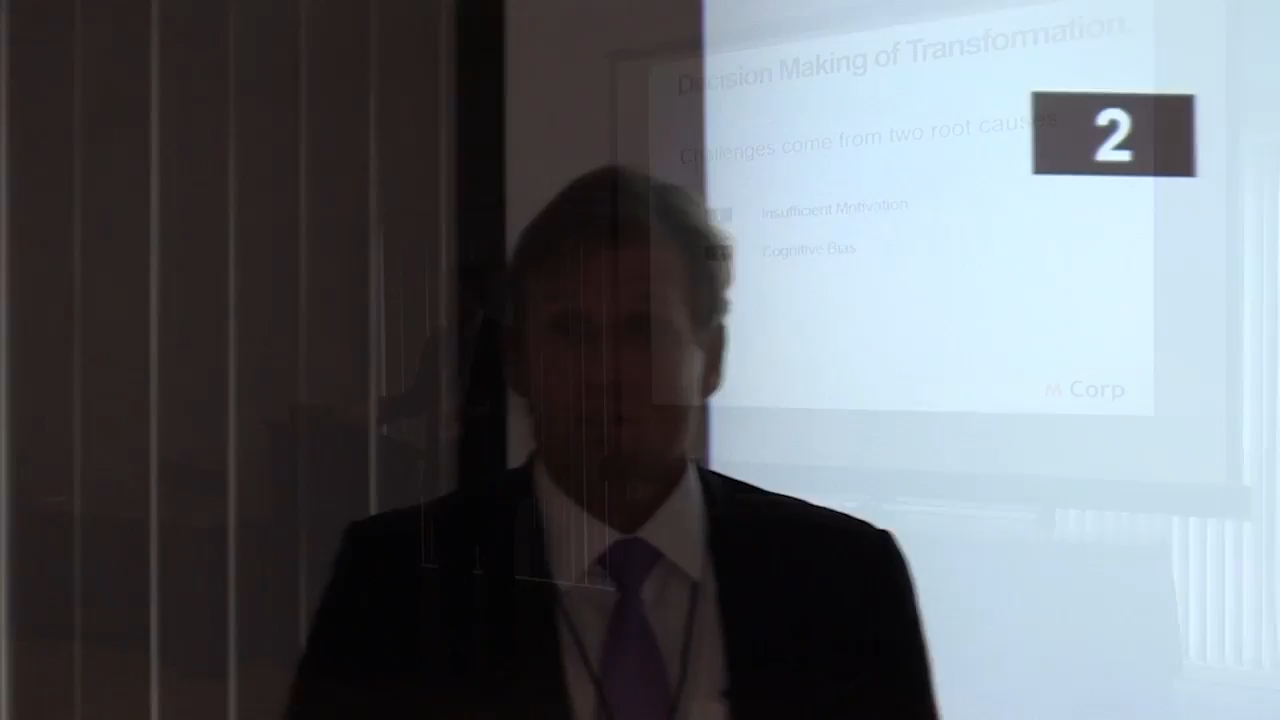 Decision Making of Transformation
2
Challenges come from two root causes
Insufficient Motivation
Cognitive Bias
M Corp